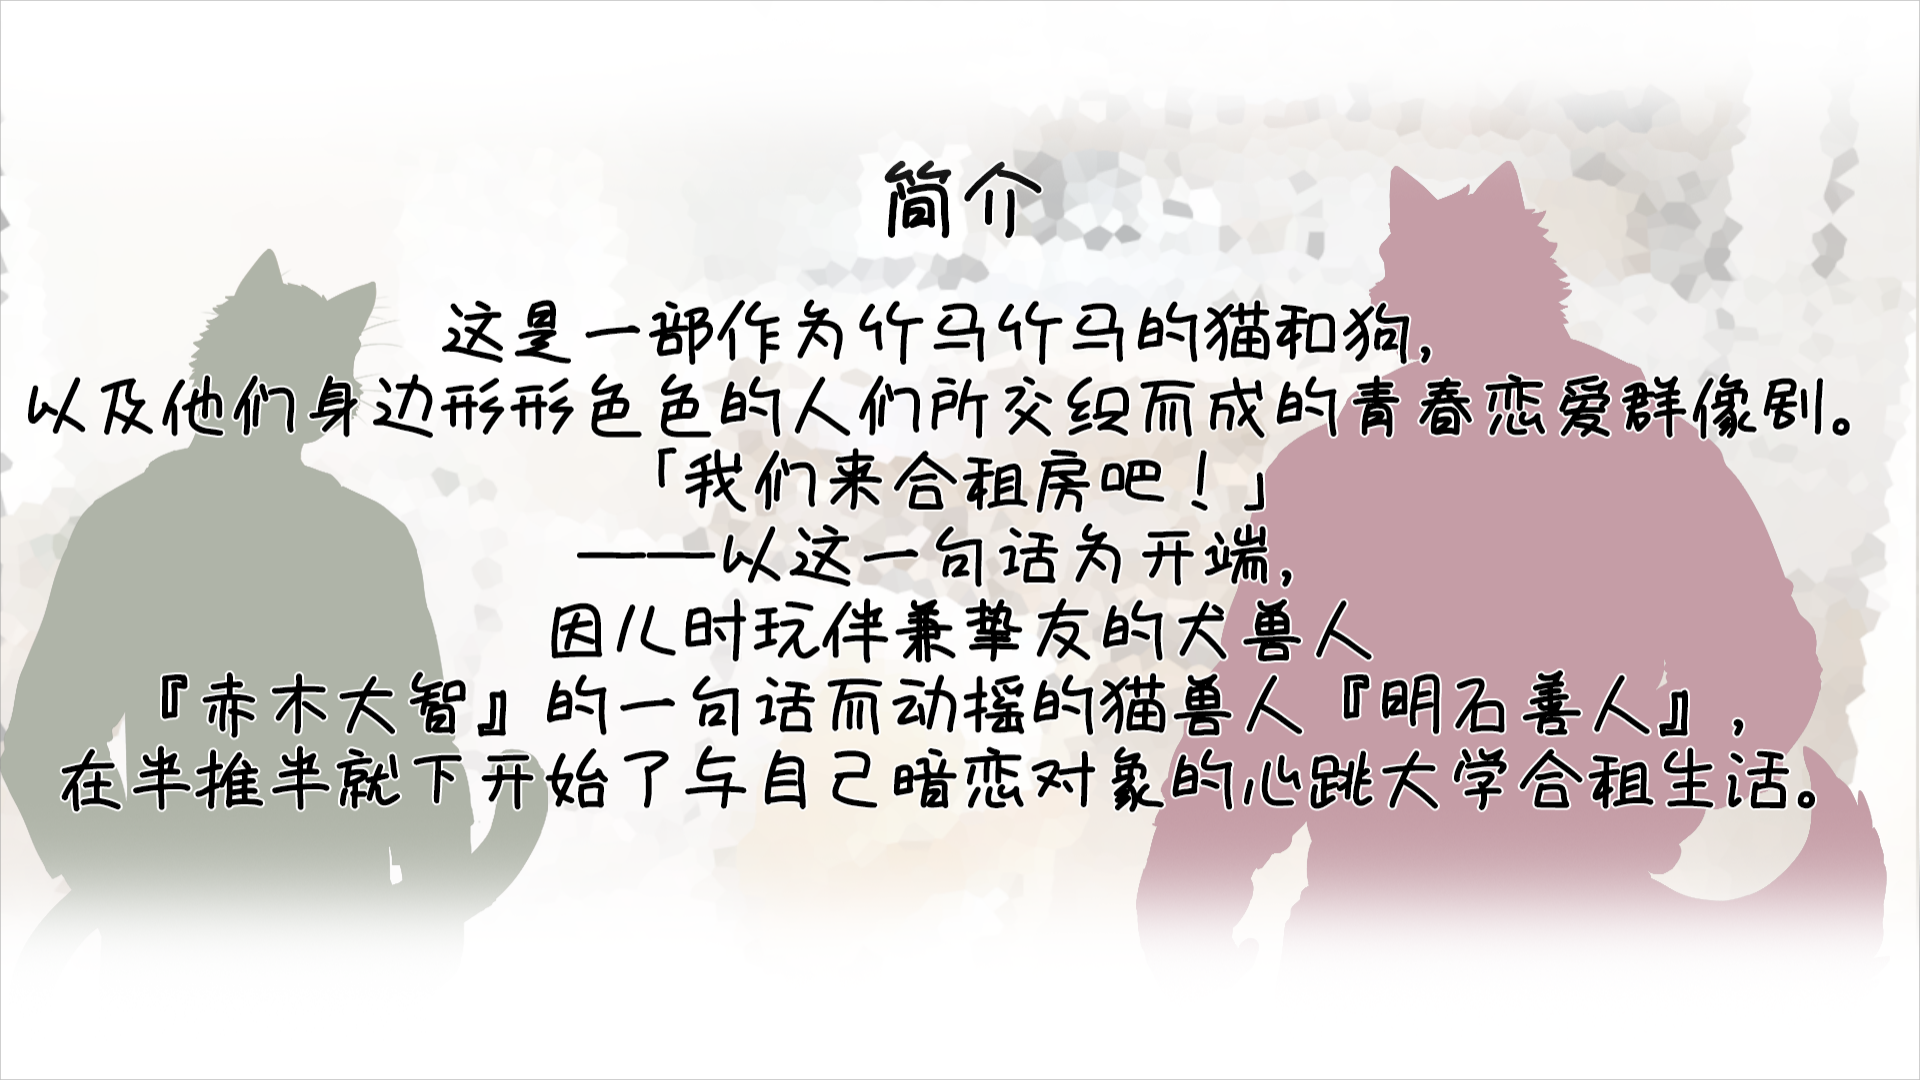 简介
这是一部作为竹马竹马的猫和狗，
以及他们身边形形色色的人们所交织而成的青春恋爱群像剧。
「我们来合租房吧！」
——以这一句话为开端，
因儿时玩伴兼挚友的犬兽人
『赤木大智』的一句话而动摇的猫兽人『明石善人』，
在半推半就下开始了与自己暗恋对象的心跳大学合租生活。